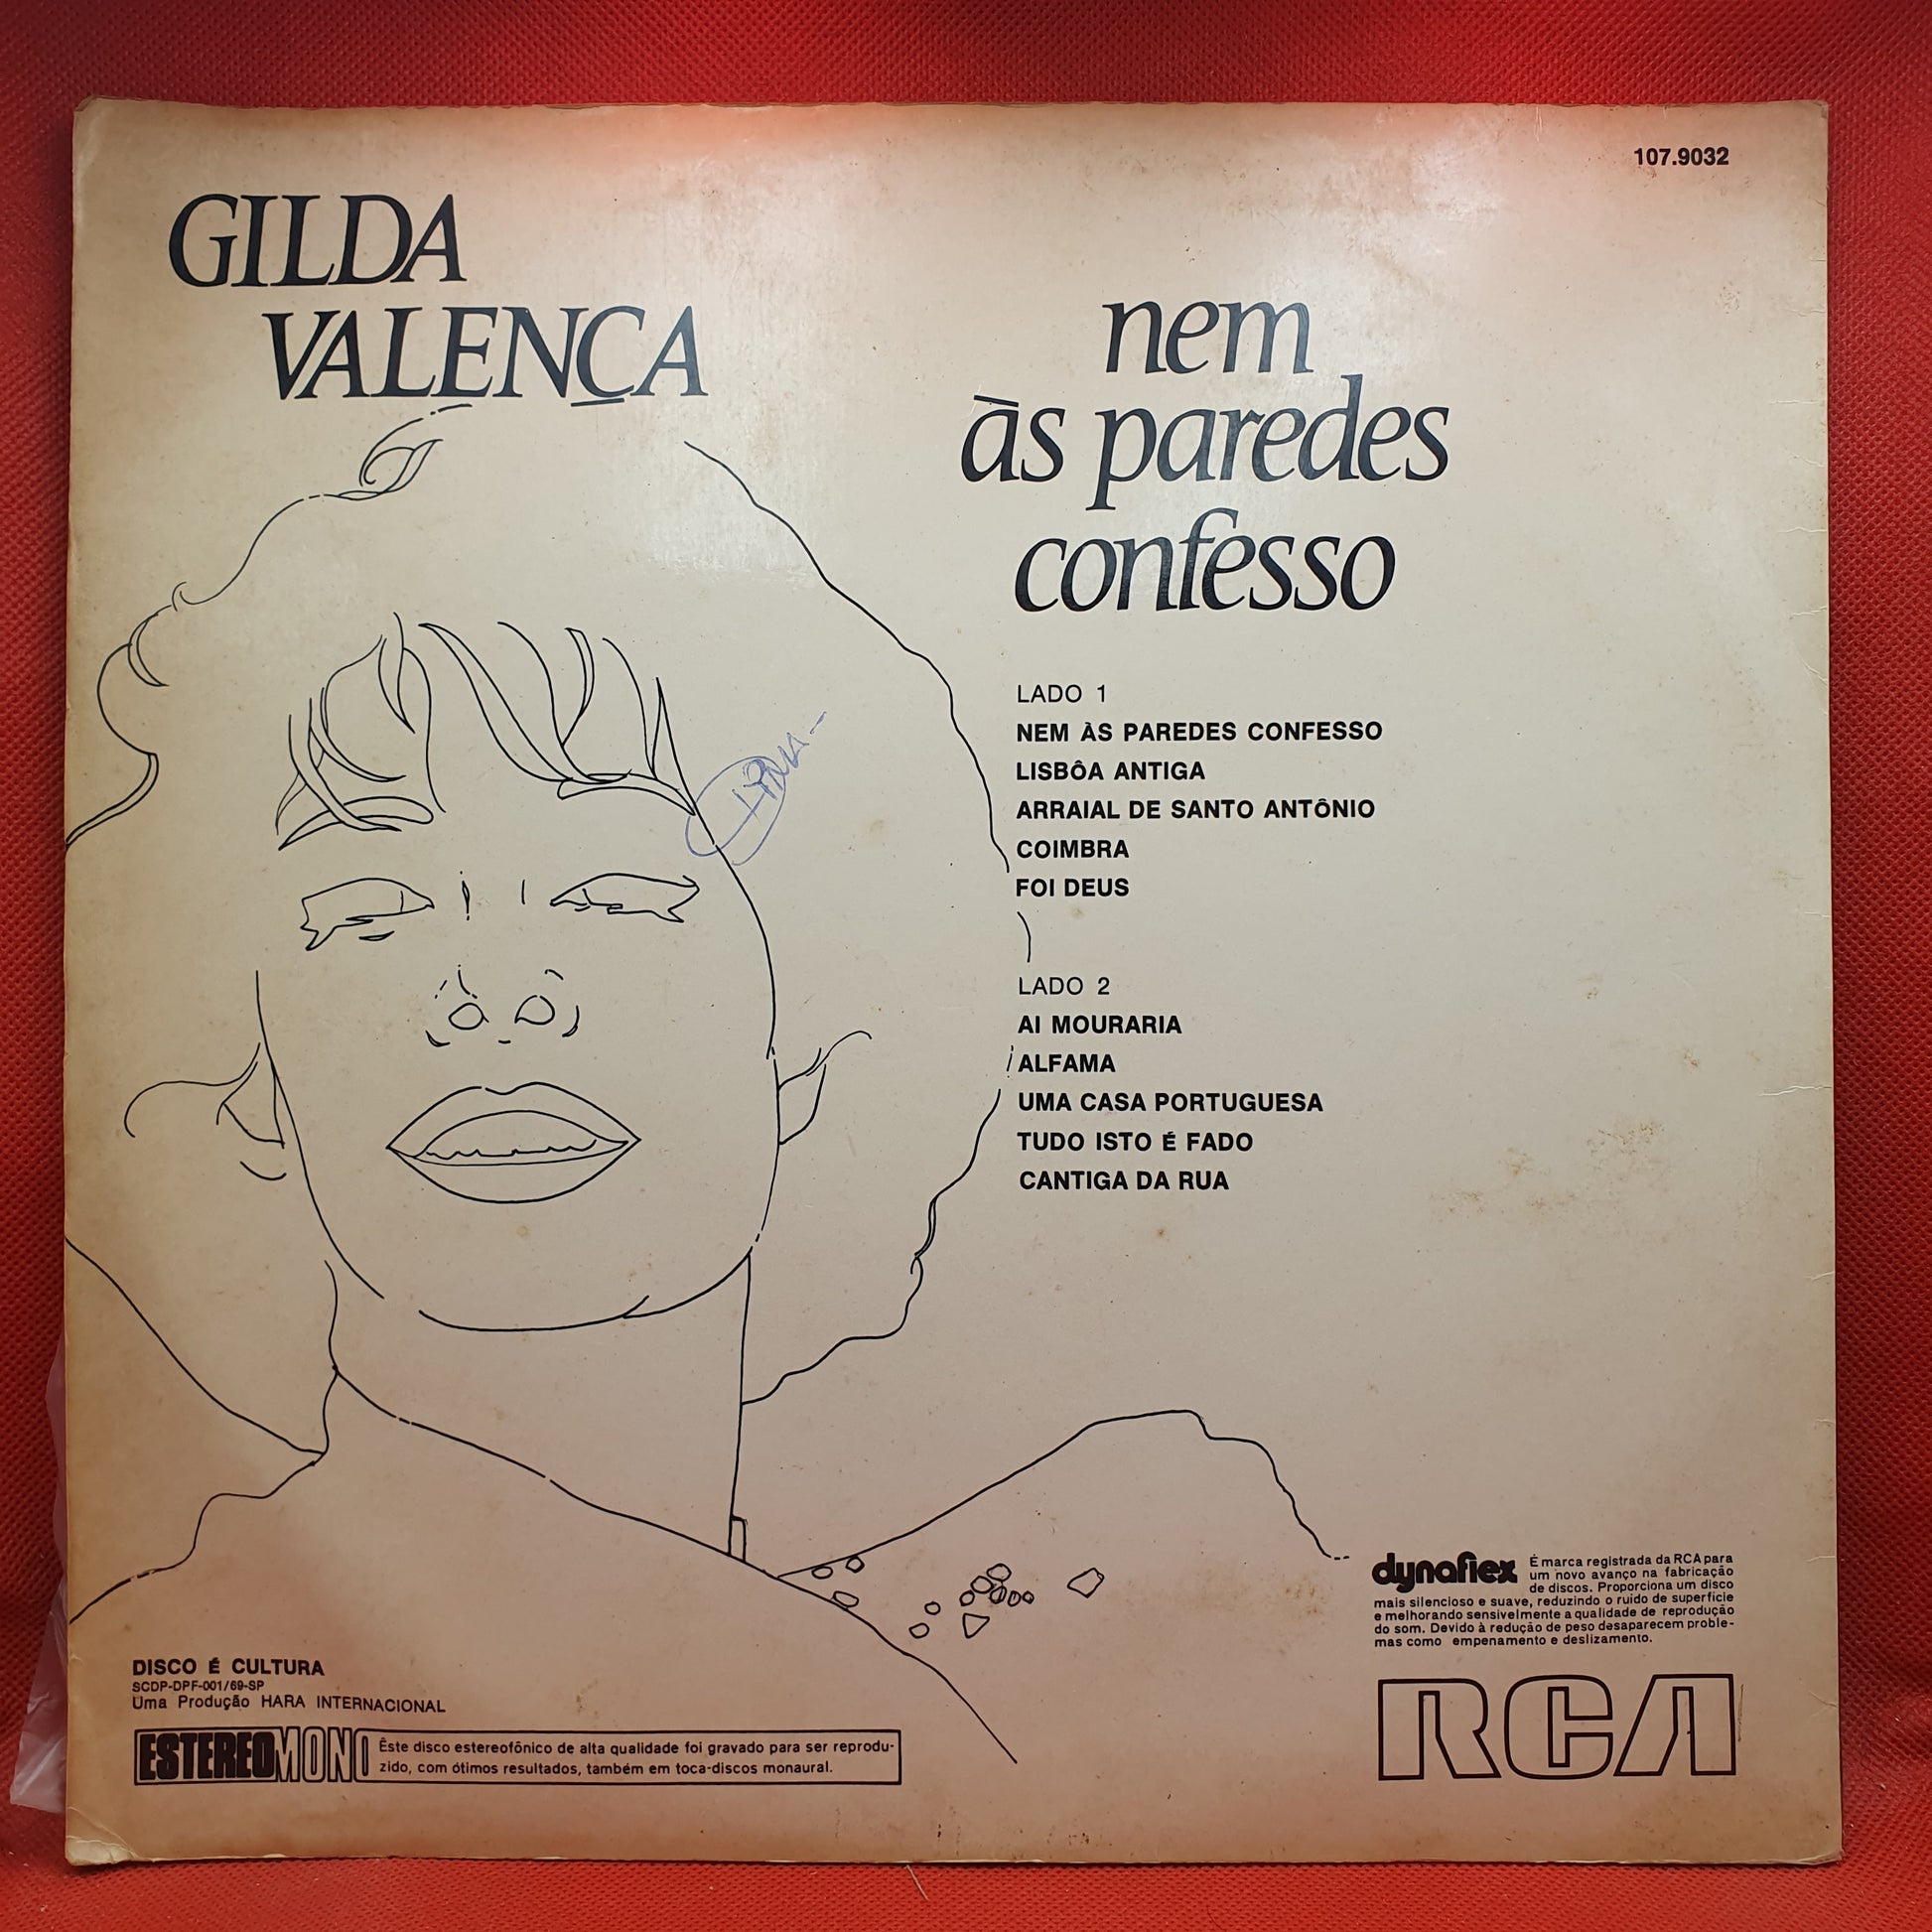 107.9032
GILDA
VALENÇA
nem
às paredes
confesso
LADO 1
NEM ÀS PAREDES CONFESSO
LISBÔA ANTIGA
ARRAIAL DE SANTO ANTÔNIO
COIMBRA
FOI DEUS
LADO 2
AI MOURARIA
ALFAMA
UMA CASA PORTUGUESA
TUDO ISTO É FADO
CANTIGA DA RUA
dynaflex É marca registrada da RCA para
um novo avanço na fabricação
de discos. Proporciona um disco
mais silencioso e suave, reduzindo o ruído de superfície
e melhorando sensivelmente a qualidade de reprodução
do som. Devido à redução de peso desaparecem proble-
mas como empenamento e deslizamento.
RCA
DISCO É CULTURA
SCDP-DPF-001/69-SP
Uma Produção HARA INTERNACIONAL
ESTEREOMONO Êste disco estereofônico de alta qualidade foi gravado para ser reprodu-
zido, com ótimos resultados, também em toca-discos monaural.